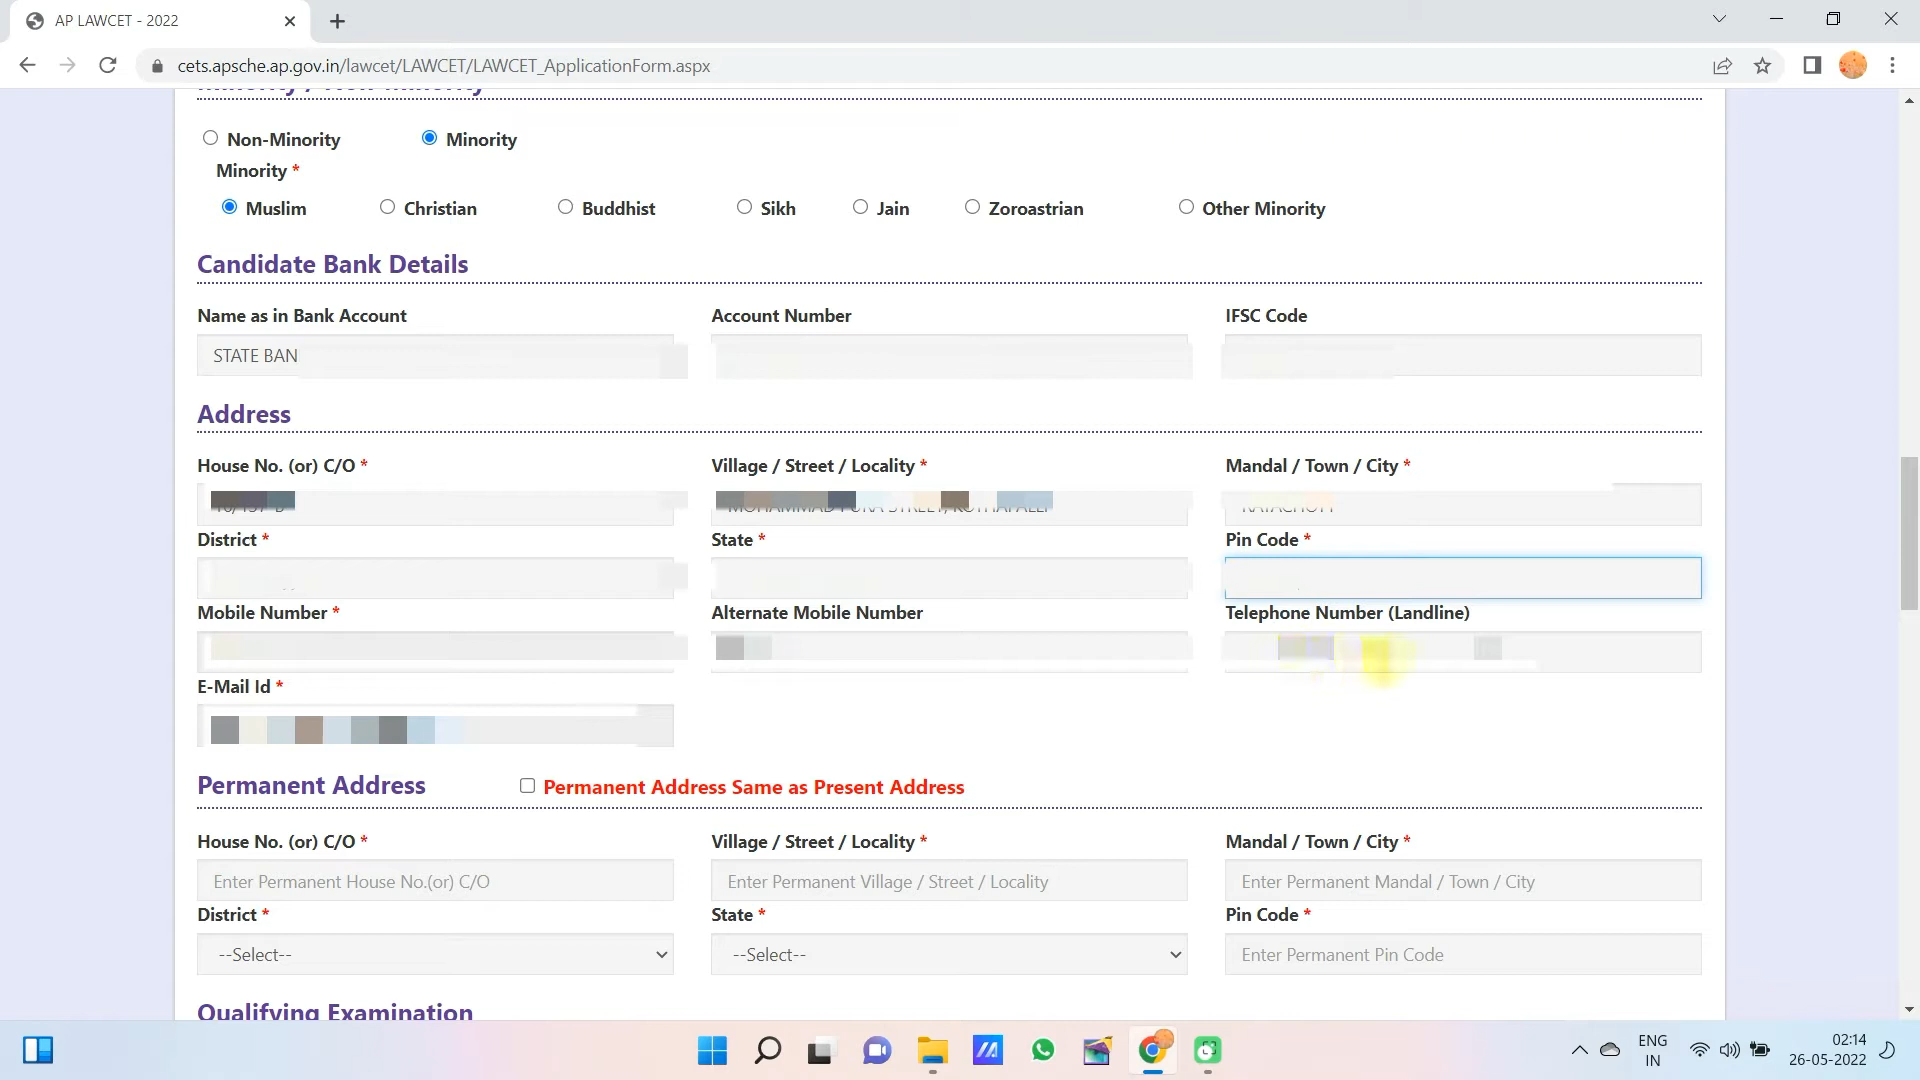 AP LAWCET - 2022
cets.apsche.ap.gov.in/lawcet/LAWCET/LAWCET_ApplicationForm.aspx
Minority / Non-Minority
Non-Minority Minority
Minority *
Muslim Christian Buddhist Sikh Jain Zoroastrian Other Minority
Candidate Bank Details
Name as in Bank Account Account Number IFSC Code
STATE BAN
Address
House No. (or) C/O * Village / Street / Locality * Mandal / Town / City *
District * State * Pin Code *
Mobile Number * Alternate Mobile Number Telephone Number (Landline)
E-Mail Id *
Permanent Address Permanent Address Same as Present Address
House No. (or) C/O * Village / Street / Locality * Mandal / Town / City *
Enter Permanent House No.(or) C/O Enter Permanent Village / Street / Locality Enter Permanent Mandal / Town / City
District * State * Pin Code *
--Select-- --Select-- Enter Permanent Pin Code
Qualifying Examination
ENG 02:14
IN 26-05-2022